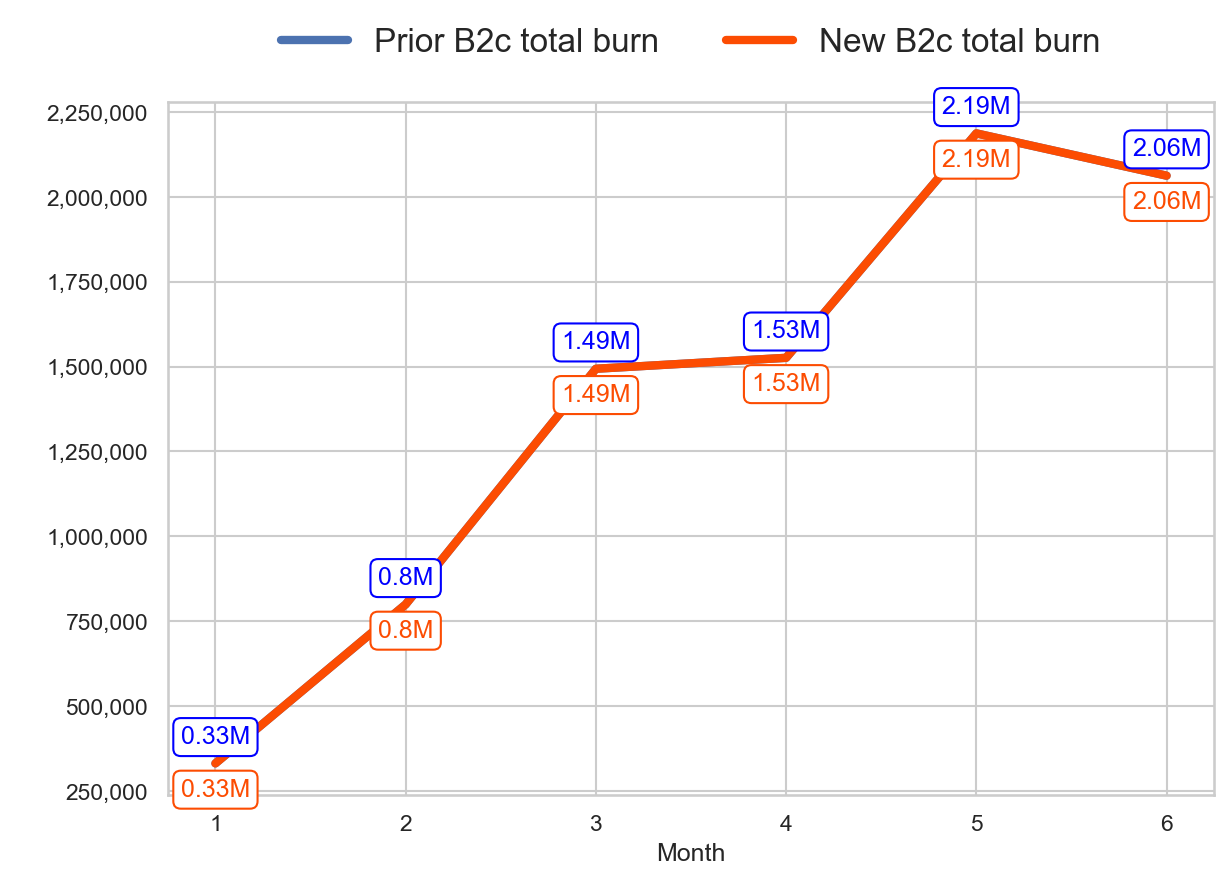 Prior B2c total burn New B2c total burn
2,250,000
2,000,000
1,750,000
1,500,000
1,250,000
1,000,000
750,000
500,000
250,000
2.19M
2.19M
2.06M
2.06M
1.49M
1.49M
1.53M
1.53M
0.8M
0.8M
0.33M
0.33M
1 2 3 4 5 6
Month